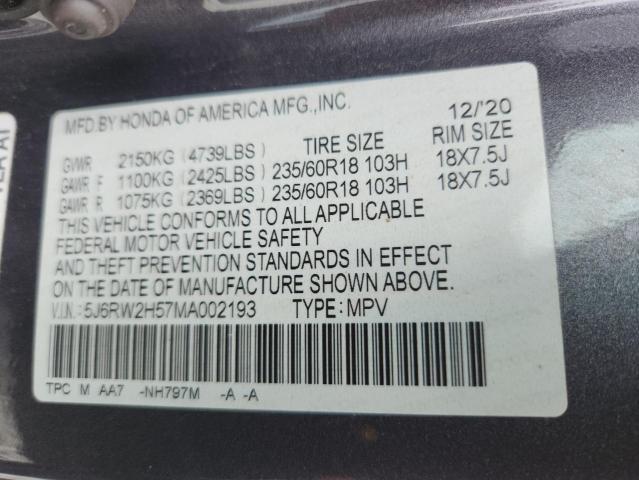 MFD.BY HONDA OF AMERICA MFG.,INC. 12/'20
GVWR 2150KG (4739LBS) TIRE SIZE RIM SIZE
GAWR F 1100KG (2425LBS) 235/60R18 103H 18X7.5J
GAWR R 1075KG (2369LBS) 235/60R18 103H 18X7.5J
THIS VEHICLE CONFORMS TO ALL APPLICABLE
FEDERAL MOTOR VEHICLE SAFETY
AND THEFT PREVENTION STANDARDS IN EFFECT
ON THE DATE OF MANUFACTURE SHOWN ABOVE.
V.I.N.:5J6RW2H57MA002193 TYPE:MPV
TPC M AA7 -NH797M -A -A